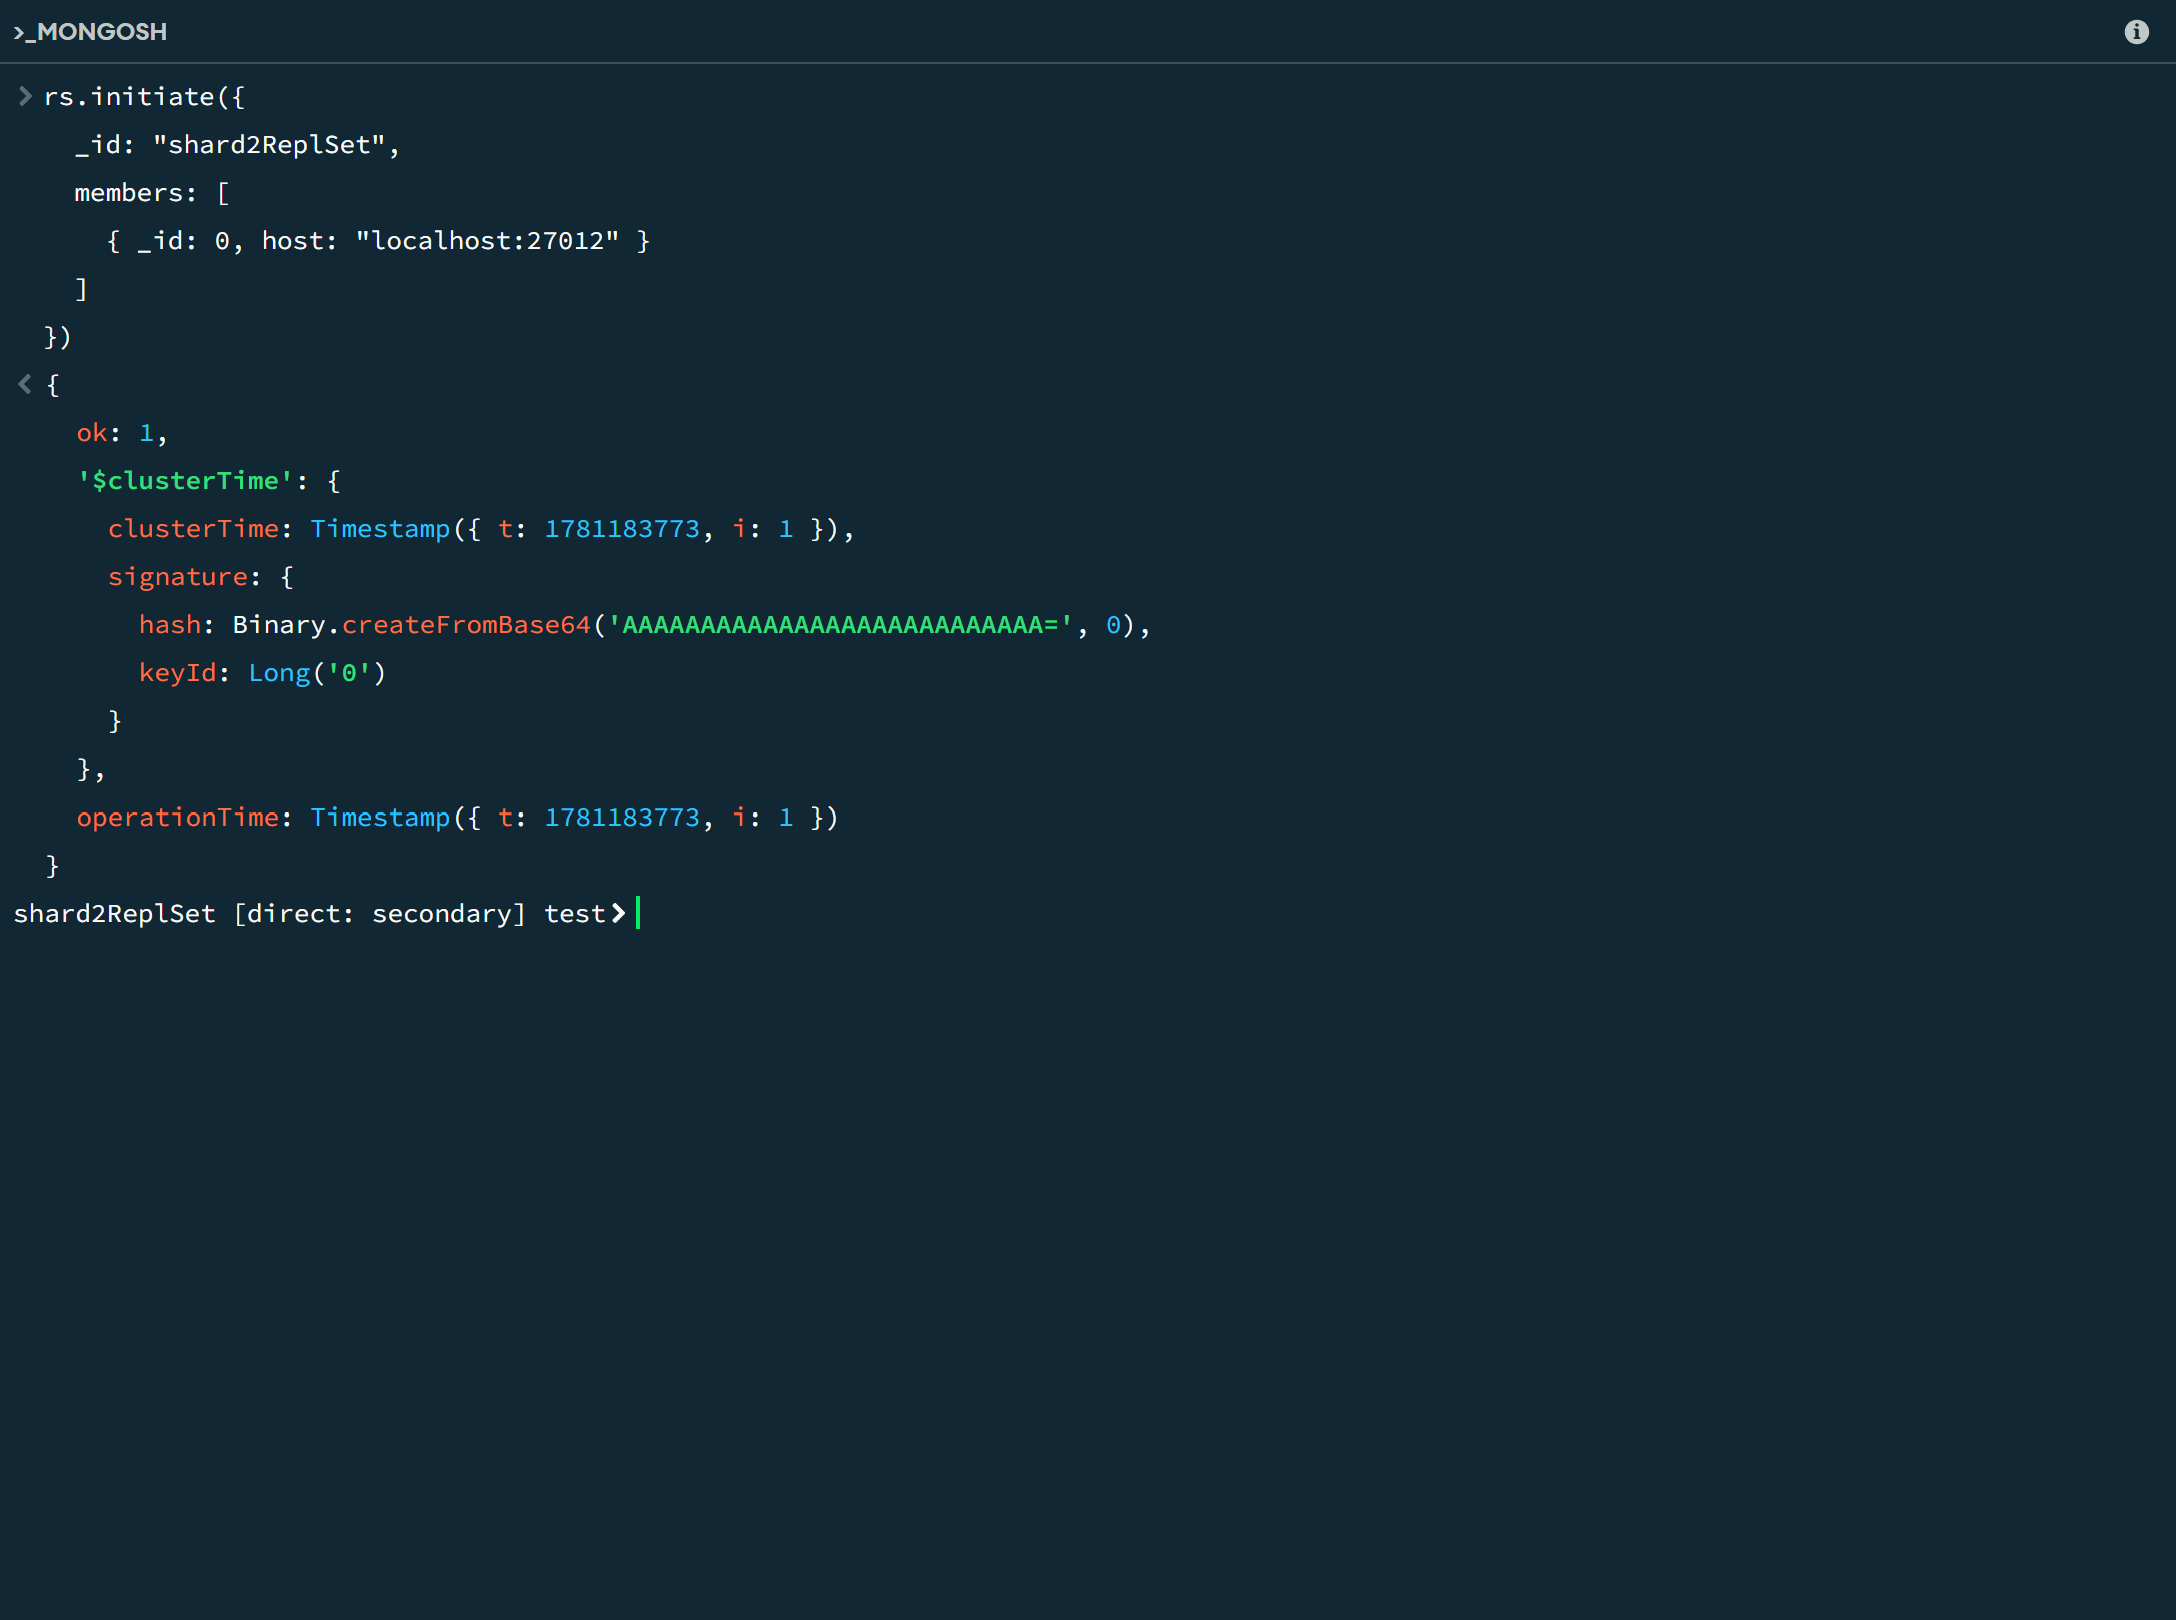 >_MONGOSH
> rs.initiate({
_id: "shard2ReplSet",
members: [
{ _id: 0, host: "localhost:27012" }
]
})
< {
ok: 1,
'$clusterTime': {
clusterTime: Timestamp({ t: 1781183773, i: 1 }),
signature: {
hash: Binary.createFromBase64('AAAAAAAAAAAAAAAAAAAAAAAAAAA=', 0),
keyId: Long('0')
}
},
operationTime: Timestamp({ t: 1781183773, i: 1 })
}
shard2ReplSet [direct: secondary] test>